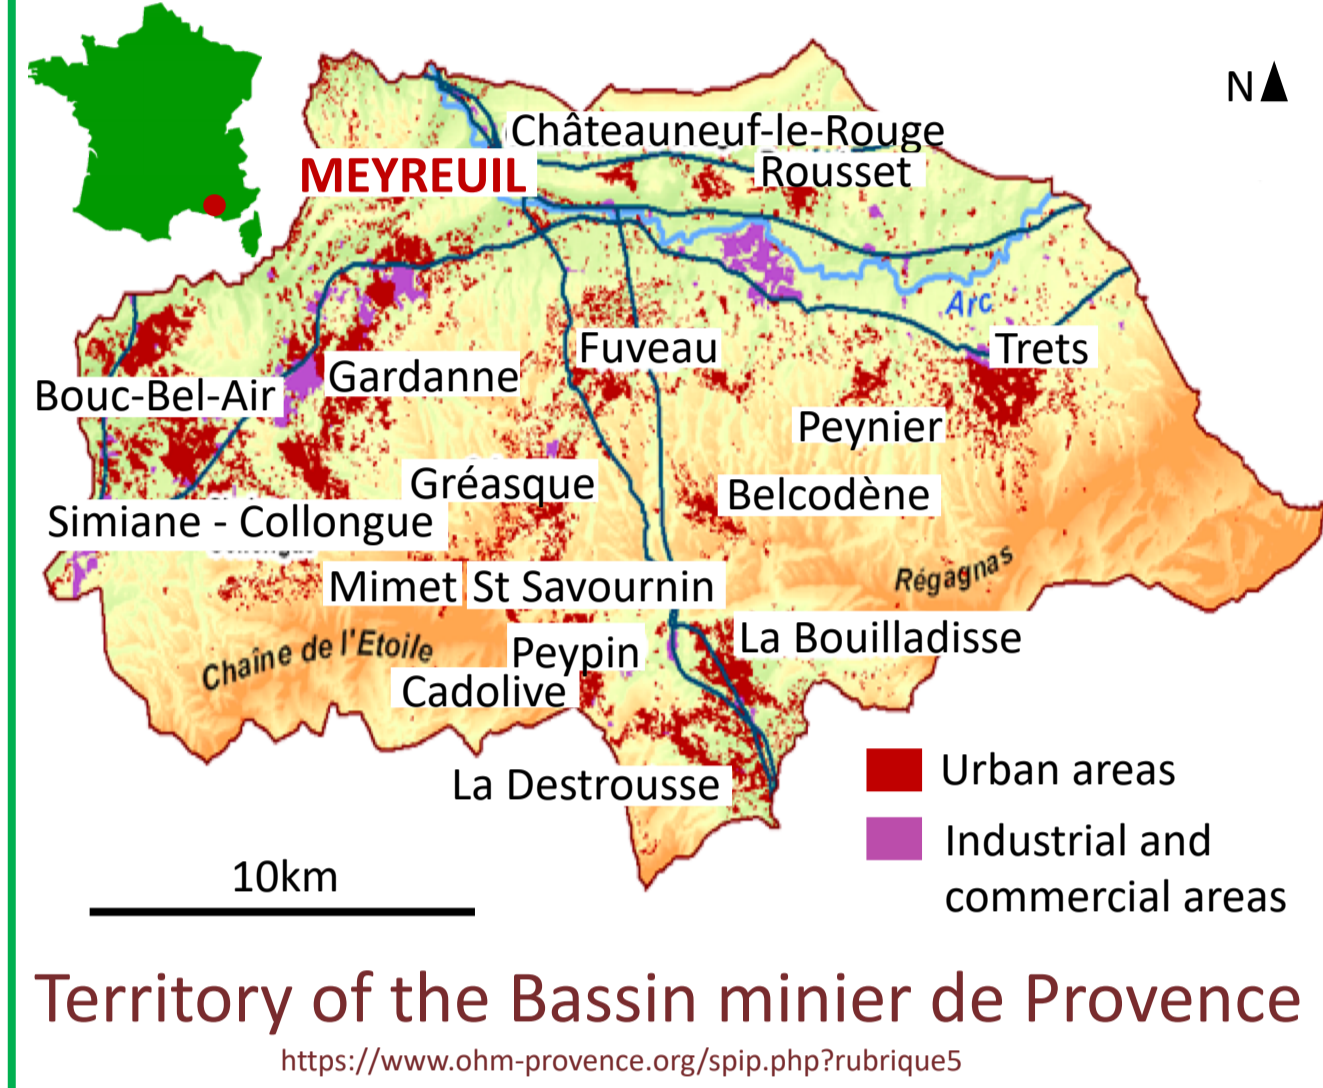 N
Châteauneuf-le-Rouge
MEYREUIL
Rousset
Arc
Fuveau
Trets
Gardanne
Bouc-Bel-Air
Peynier
Gréasque
Belcodène
Simiane - Collongue
Mimet
St Savournin
Régagnas
La Bouilladisse
Chaîne de l'Etoile
Peypin
Cadolive
La Destrousse
Urban areas
Industrial and
commercial areas
10km
Territory of the Bassin minier de Provence
https://www.ohm-provence.org/spip.php?rubrique5